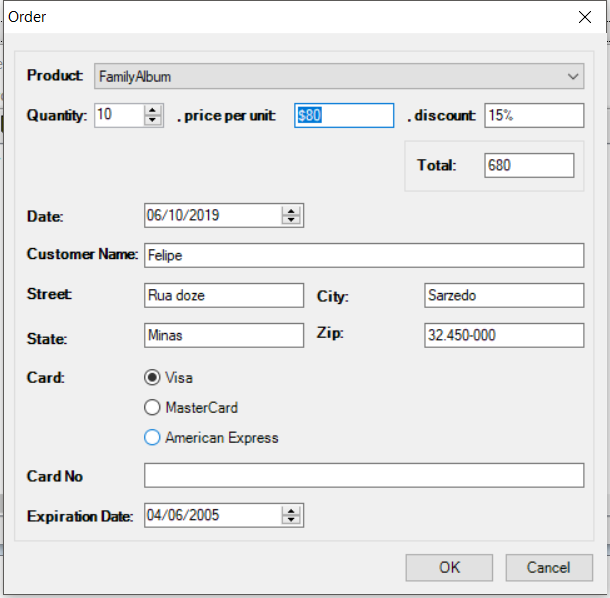 Order
Product: FamilyAlbum
Quantity: 10 . price per unit: $80 . discount: 15%
Total: 680
Date: 06/10/2019
Customer Name: Felipe
Street: Rua doze City: Sarzedo
State: Minas Zip: 32.450-000
Card: Visa
MasterCard
American Express
Card No
Expiration Date: 04/06/2005
OK Cancel